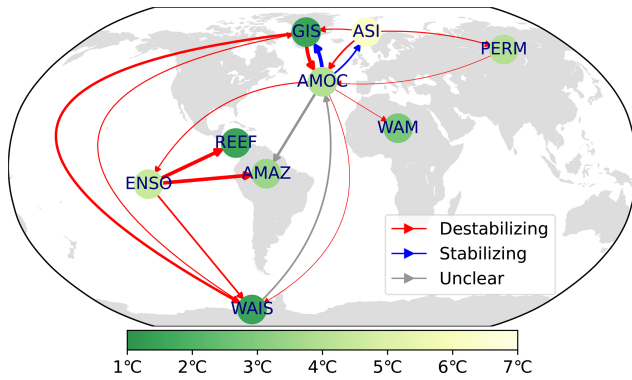 GIS
ASI
PERM
AMOC
WAM
REEF
AMAZ
ENSO
Destabilizing
Stabilizing
Unclear
WAIS
1℃ 2℃ 3℃ 4℃ 5℃ 6℃ 7℃